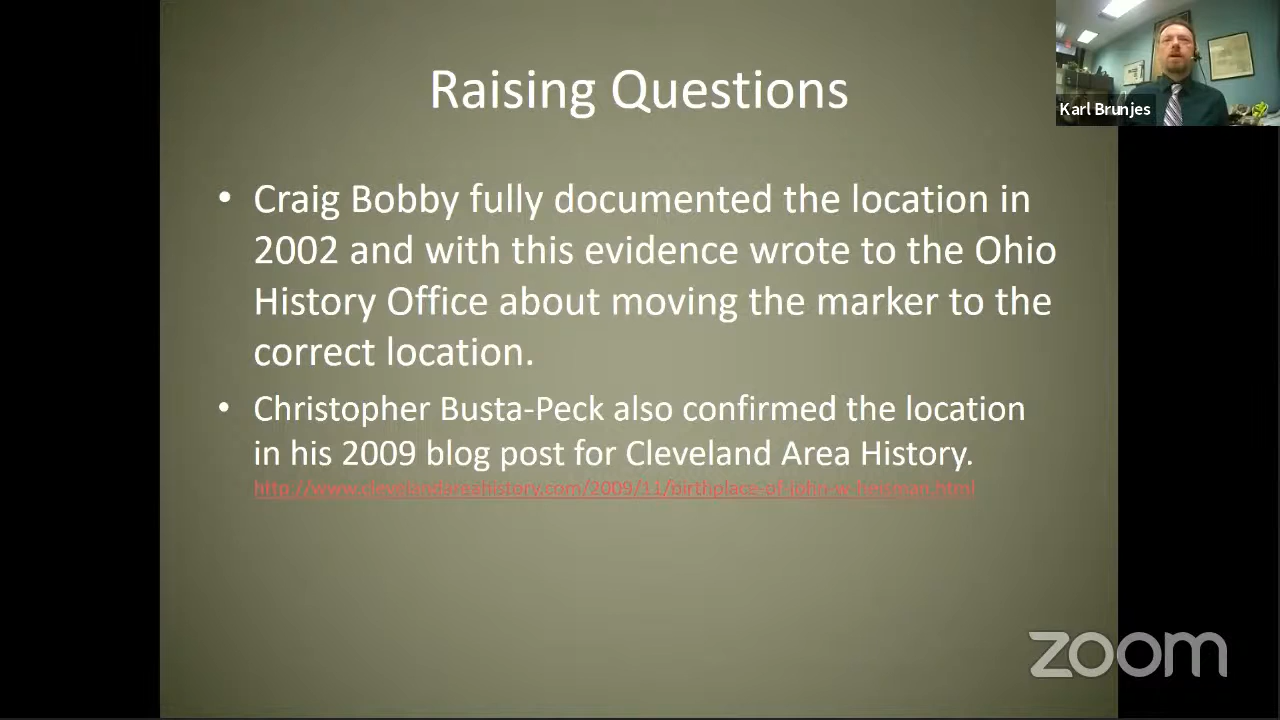 Raising Questions
Karl Brunjes
• Craig Bobby fully documented the location in
2002 and with this evidence wrote to the Ohio
History Office about moving the marker to the
correct location.
• Christopher Busta-Peck also confirmed the location
in his 2009 blog post for Cleveland Area History.
http://www.clevelandareahistory.com/2009/11/birthplace-of-john-w-heisman.html
zoom